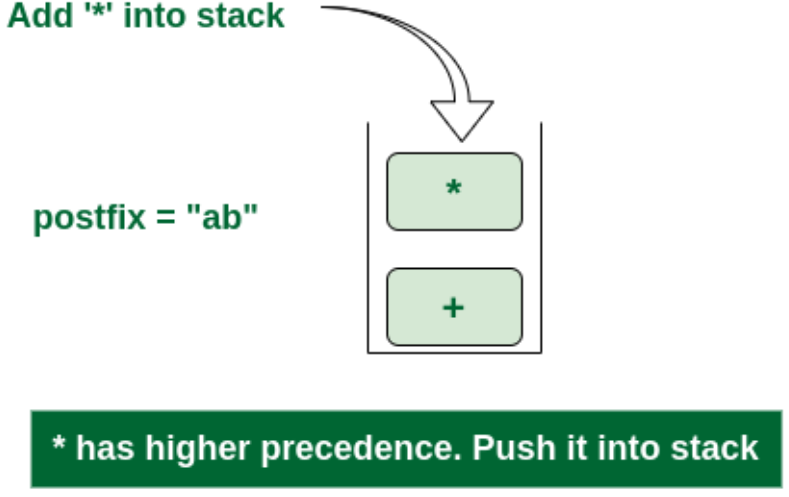 Add '*' into stack
*
postfix = "ab"
+
* has higher precedence. Push it into stack